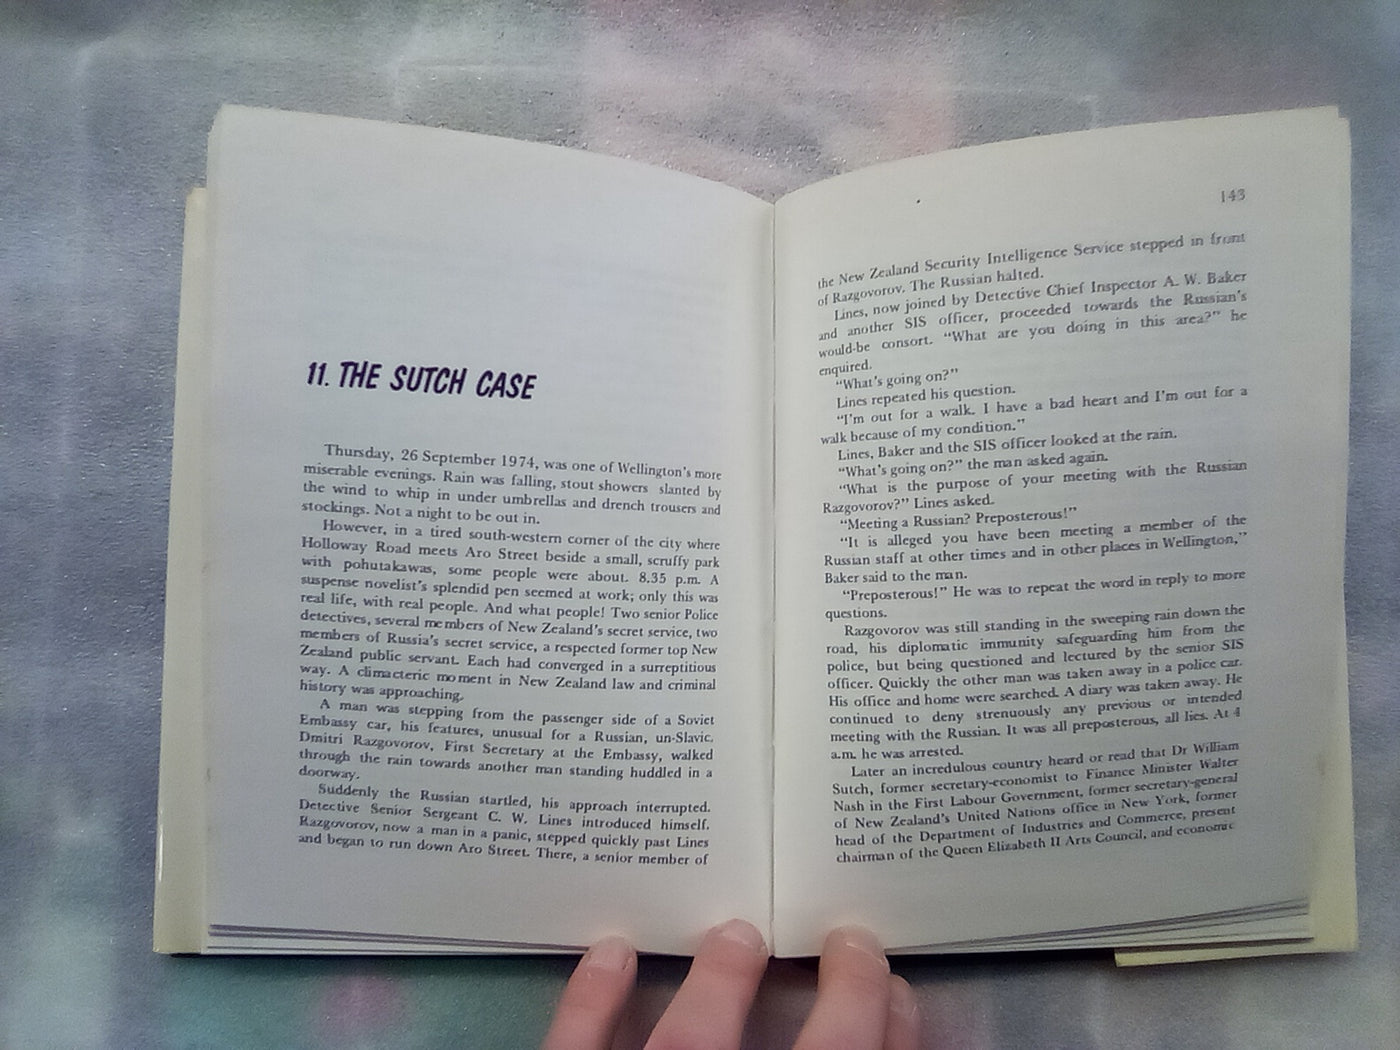 11. THE SUTCH CASE
Thursday, 26 September 1974, was one of Wellington's more
miserable evenings. Rain was falling, stout showers slanted by
the wind to whip in under umbrellas and drench trousers and
stockings. Not a night to be out in.
However, in a tired south-western corner of the city where
Holloway Road meets Aro Street beside a small, scruffy park
with pohutakawas, some people were about. 8.35 p.m. A
suspense novelist's splendid pen seemed at work; only this was
real life, with real people. And what people! Two senior Police
detectives, several members of New Zealand's secret service, two
members of Russia's secret service, a respected former top New
Zealand public servant. Each had converged in a surreptitious
way. A climacteric moment in New Zealand law and criminal
history was approaching.
A man was stepping from the passenger side of a Soviet
Embassy car, his features, unusual for a Russian, un-Slavic.
Dmitri Razgovorov, First Secretary at the Embassy, walked
through the rain towards another man standing huddled in a
doorway.
Suddenly the Russian startled, his approach interrupted.
Detective Senior Sergeant C. W. Lines introduced himself.
Razgovorov, now a man in a panic, stepped quickly past Lines
and began to run down Aro Street. There, a senior member of
143
the New Zealand Security Intelligence Service stepped in front
of Razgovorov. The Russian halted.
Lines, now joined by Detective Chief Inspector A. W. Baker
and another SIS officer, proceeded towards the Russian's
would-be consort. "What are you doing in this area?" he
enquired.
"What's going on?"
Lines repeated his question.
"I'm out for a walk. I have a bad heart and I'm out for a
walk because of my condition."
Lines, Baker and the SIS officer looked at the rain.
"What's going on?" the man asked again.
"What is the purpose of your meeting with the Russian
Razgovorov?" Lines asked.
"Meeting a Russian? Preposterous!"
"It is alleged you have been meeting a member of the
Russian staff at other times and in other places in Wellington,"
Baker said to the man.
"Preposterous!" He was to repeat the word in reply to more
questions.
Razgovorov was still standing in the sweeping rain down the
road, his diplomatic immunity safeguarding him from the
police, but being questioned and lectured by the senior SIS
officer. Quickly the other man was taken away in a police car.
His office and home were searched. A diary was taken away. He
continued to deny strenuously any previous or intended
meeting with the Russian. It was all preposterous, all lies. At 4
a.m. he was arrested.
Later an incredulous country heard or read that Dr William
Sutch, former secretary-economist to Finance Minister Walter
Nash in the First Labour Government, former secretary-general
of New Zealand's United Nations office in New York, former
head of the Department of Industries and Commerce, present
chairman of the Queen Elizabeth II Arts Council, and economic